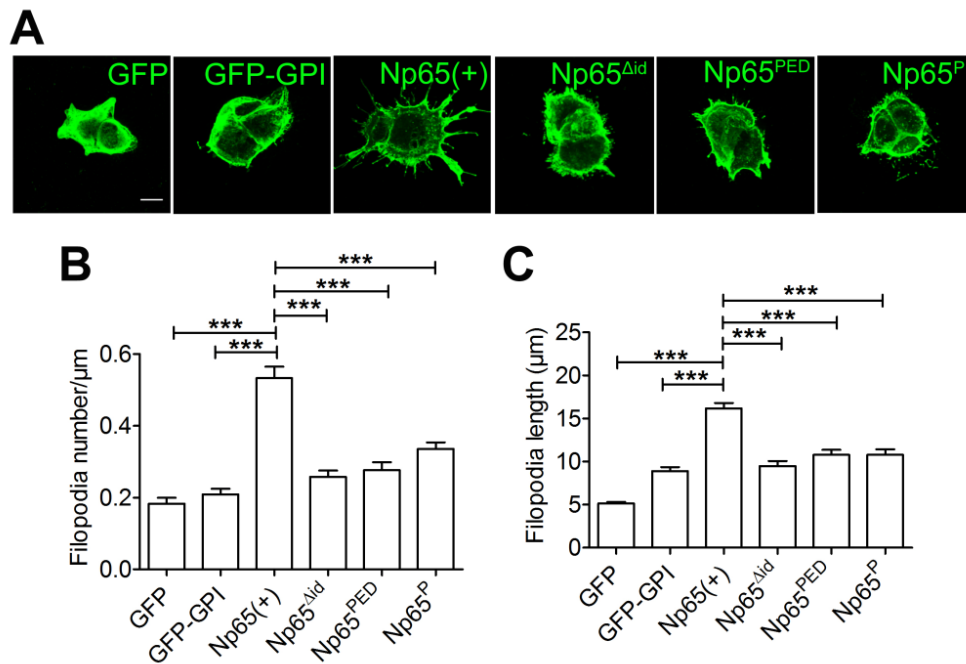 A
GFP GFP-GPI Np65(+) Np65Δid Np65PED Np65P
B
***
***
***
***
***
Filopodia number/µm
0.6
0.4
0.2
0.0
GFP
GFP-GPI
Np65(+)
Np65Δid
Np65PED
Np65P
C
***
***
***
***
***
Filopodia length (µm)
25
20
15
10
5
0
GFP
GFP-GPI
Np65(+)
Np65Δid
Np65PED
Np65P